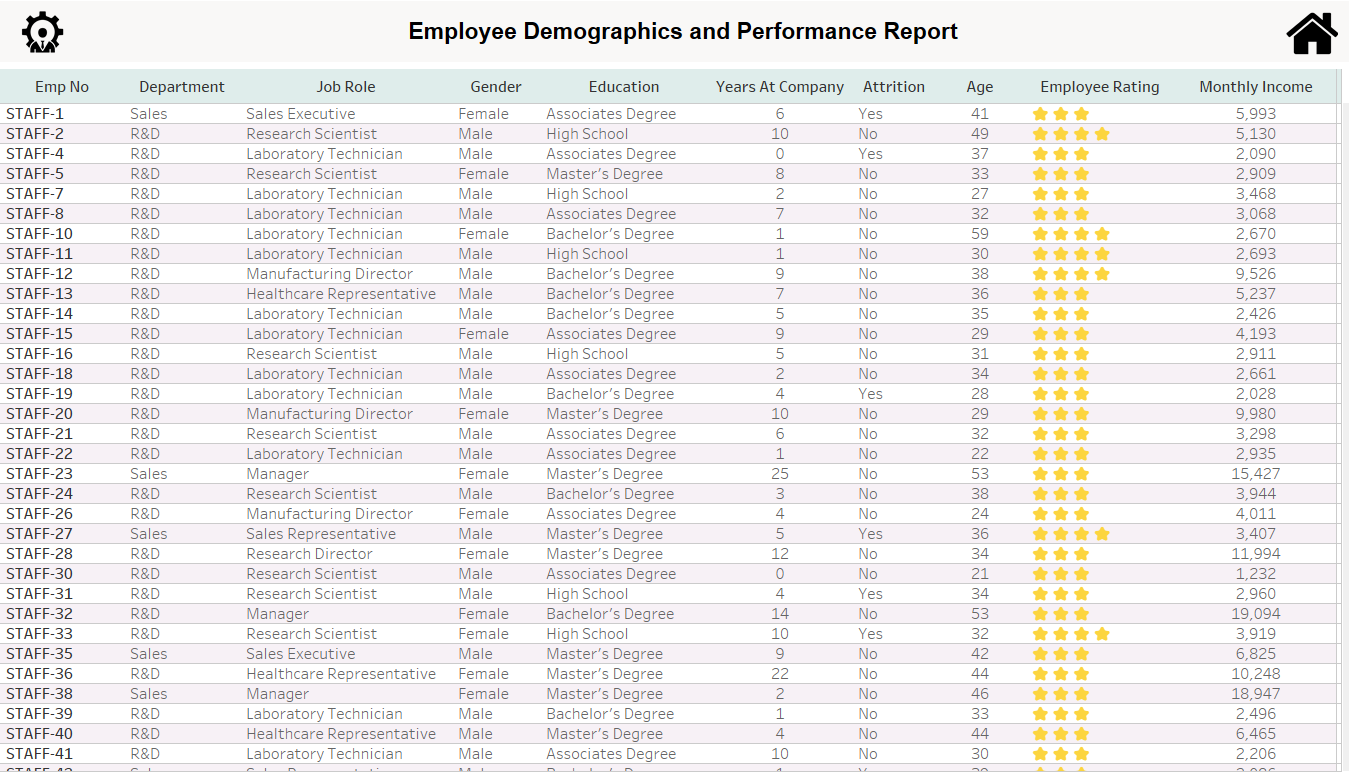 Employee Demographics and Performance Report
Emp No Department Job Role Gender Education Years At Company Attrition Age Employee Rating Monthly Income
STAFF-1 Sales Sales Executive Female Associates Degree 6 Yes 41 5,993
STAFF-2 R&D Research Scientist Male High School 10 No 49 5,130
STAFF-4 R&D Laboratory Technician Male Associates Degree 0 Yes 37 2,090
STAFF-5 R&D Research Scientist Female Master's Degree 8 No 33 2,909
STAFF-7 R&D Laboratory Technician Male High School 2 No 27 3,468
STAFF-8 R&D Laboratory Technician Male Associates Degree 7 No 32 3,068
STAFF-10 R&D Laboratory Technician Female Bachelor's Degree 1 No 59 2,670
STAFF-11 R&D Laboratory Technician Male High School 1 No 30 2,693
STAFF-12 R&D Manufacturing Director Male Bachelor's Degree 9 No 38 9,526
STAFF-13 R&D Healthcare Representative Male Bachelor's Degree 7 No 36 5,237
STAFF-14 R&D Laboratory Technician Male Bachelor's Degree 5 No 35 2,426
STAFF-15 R&D Laboratory Technician Female Associates Degree 9 No 29 4,193
STAFF-16 R&D Research Scientist Male High School 5 No 31 2,911
STAFF-18 R&D Laboratory Technician Male Associates Degree 2 No 34 2,661
STAFF-19 R&D Laboratory Technician Male Bachelor's Degree 4 Yes 28 2,028
STAFF-20 R&D Manufacturing Director Female Master's Degree 10 No 29 9,980
STAFF-21 R&D Research Scientist Male Associates Degree 6 No 32 3,298
STAFF-22 R&D Laboratory Technician Male Associates Degree 1 No 22 2,935
STAFF-23 Sales Manager Female Master's Degree 25 No 53 15,427
STAFF-24 R&D Research Scientist Male Bachelor's Degree 3 No 38 3,944
STAFF-26 R&D Manufacturing Director Female Associates Degree 4 No 24 4,011
STAFF-27 Sales Sales Representative Male Master's Degree 5 Yes 36 3,407
STAFF-28 R&D Research Director Female Master's Degree 12 No 34 11,994
STAFF-30 R&D Research Scientist Male Associates Degree 0 No 21 1,232
STAFF-31 R&D Research Scientist Male High School 4 Yes 34 2,960
STAFF-32 R&D Manager Female Bachelor's Degree 14 No 53 19,094
STAFF-33 R&D Research Scientist Female High School 10 Yes 32 3,919
STAFF-35 Sales Sales Executive Male Master's Degree 9 No 42 6,825
STAFF-36 R&D Healthcare Representative Female Master's Degree 22 No 44 10,248
STAFF-38 Sales Manager Female Master's Degree 2 No 46 18,947
STAFF-39 R&D Laboratory Technician Male Bachelor's Degree 1 No 33 2,496
STAFF-40 R&D Healthcare Representative Male Master's Degree 4 No 44 6,465
STAFF-41 R&D Laboratory Technician Male Associates Degree 10 No 30 2,206